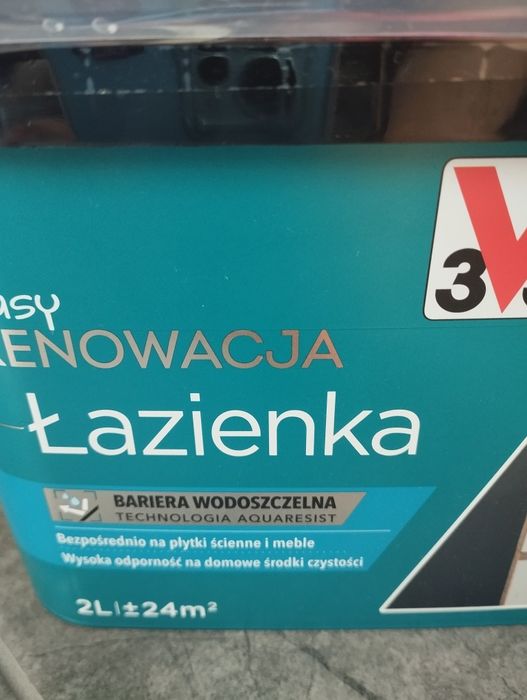 3V3
asy
RENOWACJA
Łazienka
BARIERA WODOSZCZELNA
TECHNOLOGIA AQUARESIST
Bezpośrednio na płytki ścienne i meble
Wysoka odporność na domowe środki czystości
2L | ± 24m²